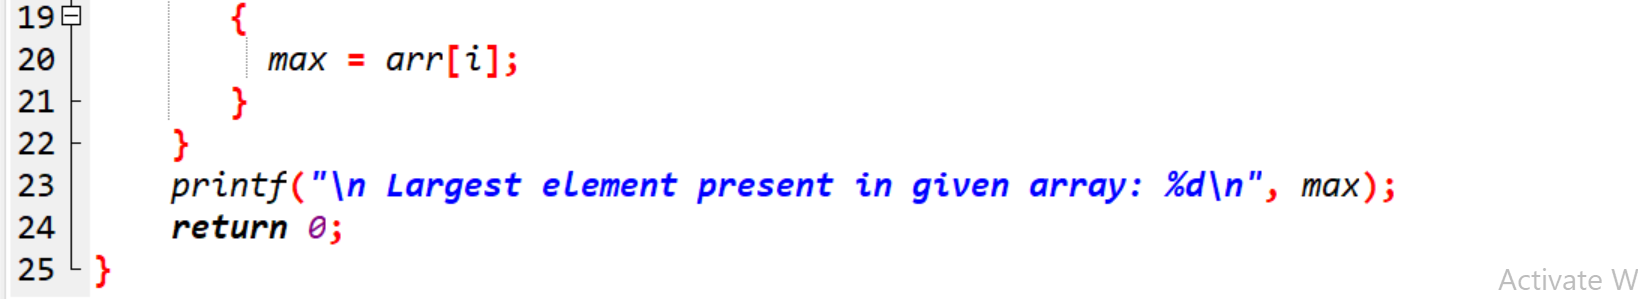 19 {
20 max = arr[i];
21 }
22 }
23 printf("\n Largest element present in given array: %d\n", max);
24 return 0;
25 }
Activate W